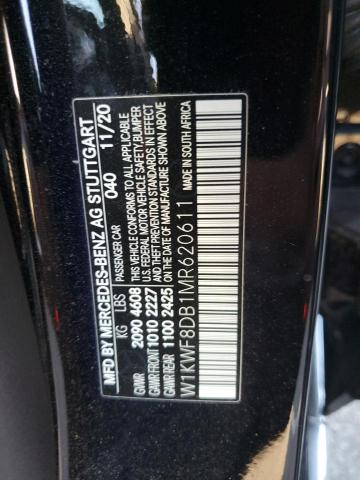 MFD BY MERCEDES-BENZ AG STUTTGART
PASSENGER CAR 040 11/20
KG LBS
GVWR 2090 4608
GAWR FRONT 1010 2227
GAWR REAR 1100 2425
THIS VEHICLE CONFORMS TO ALL APPLICABLE
U.S. FEDERAL MOTOR VEHICLE SAFETY, BUMPER
AND THEFT PREVENTION STANDARDS IN EFFECT
ON THE DATE OF MANUFACTURE SHOWN ABOVE.
W1KWF8DB1MR620611
MADE IN SOUTH AFRICA